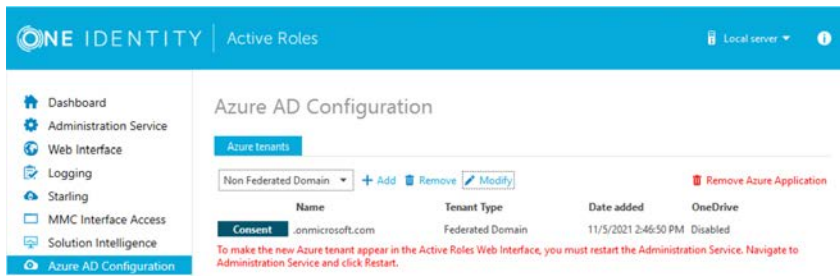 ONE IDENTITY Active Roles Local server
Dashboard
Administration Service
Web Interface
Logging
Starling
MMC Interface Access
Solution Intelligence
Azure AD Configuration
Azure AD Configuration
Azure tenants
Non Federated Domain Add Remove Modify Remove Azure Application
Name Tenant Type Date added OneDrive
Consent .onmicrosoft.com Federated Domain 11/5/2021 2:46:50 PM Disabled
To make the new Azure tenant appear in the Active Roles Web Interface, you must restart the Administration Service. Navigate to
Administration Service and click Restart.